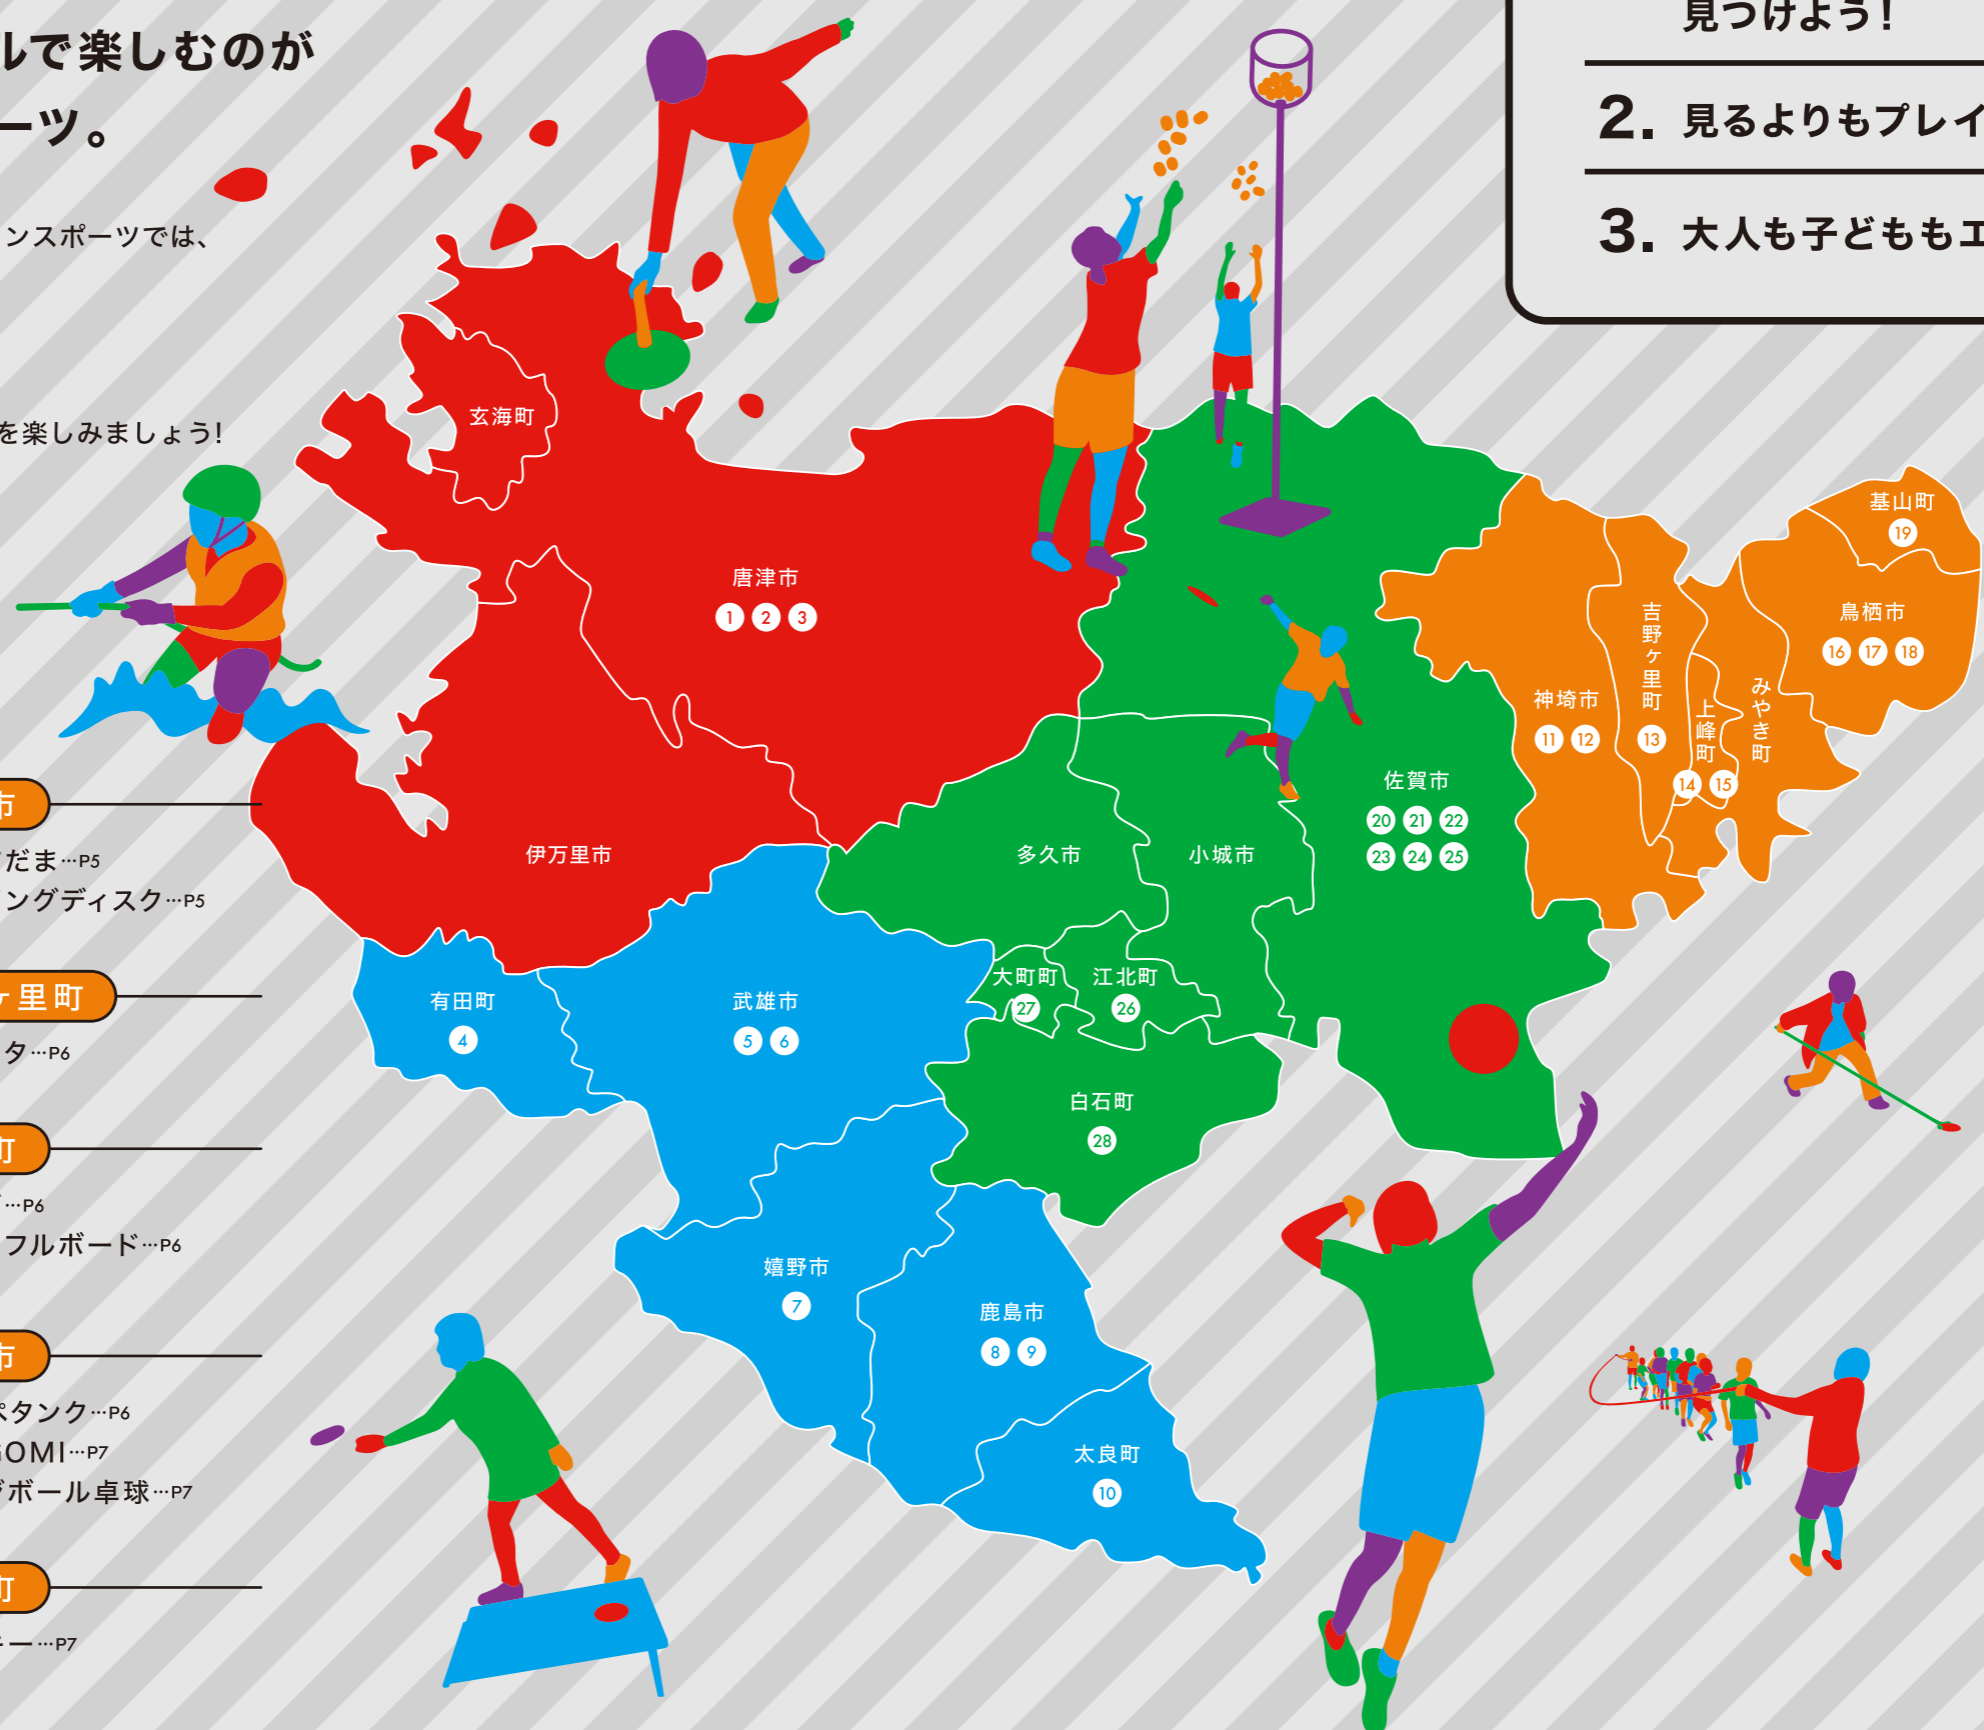 ルで楽しむのが
ーツ。
ンスポーツでは、
を楽しみましょう!
見つけよう!
2. 見るよりもプレイ
3. 大人も子どももエ
玄海町
唐津市
1 2 3
伊万里市
有田町
4
武雄市
5 6
嬉野市
7
鹿島市
8 9
太良町
10
多久市
小城市
佐賀市
20 21 22
23 24 25
大町町
27
江北町
26
白石町
28
神埼市
11 12
吉野ヶ里町
13
上峰町
みやき町
14 15
鳥栖市
16 17 18
基山町
19
市
だま…P5
ングディスク…P5
ヶ里町
タ…P6
町
…P6
フルボード…P6
市
ペタンク…P6
GOMI…P7
グボール卓球…P7
町
ー…P7